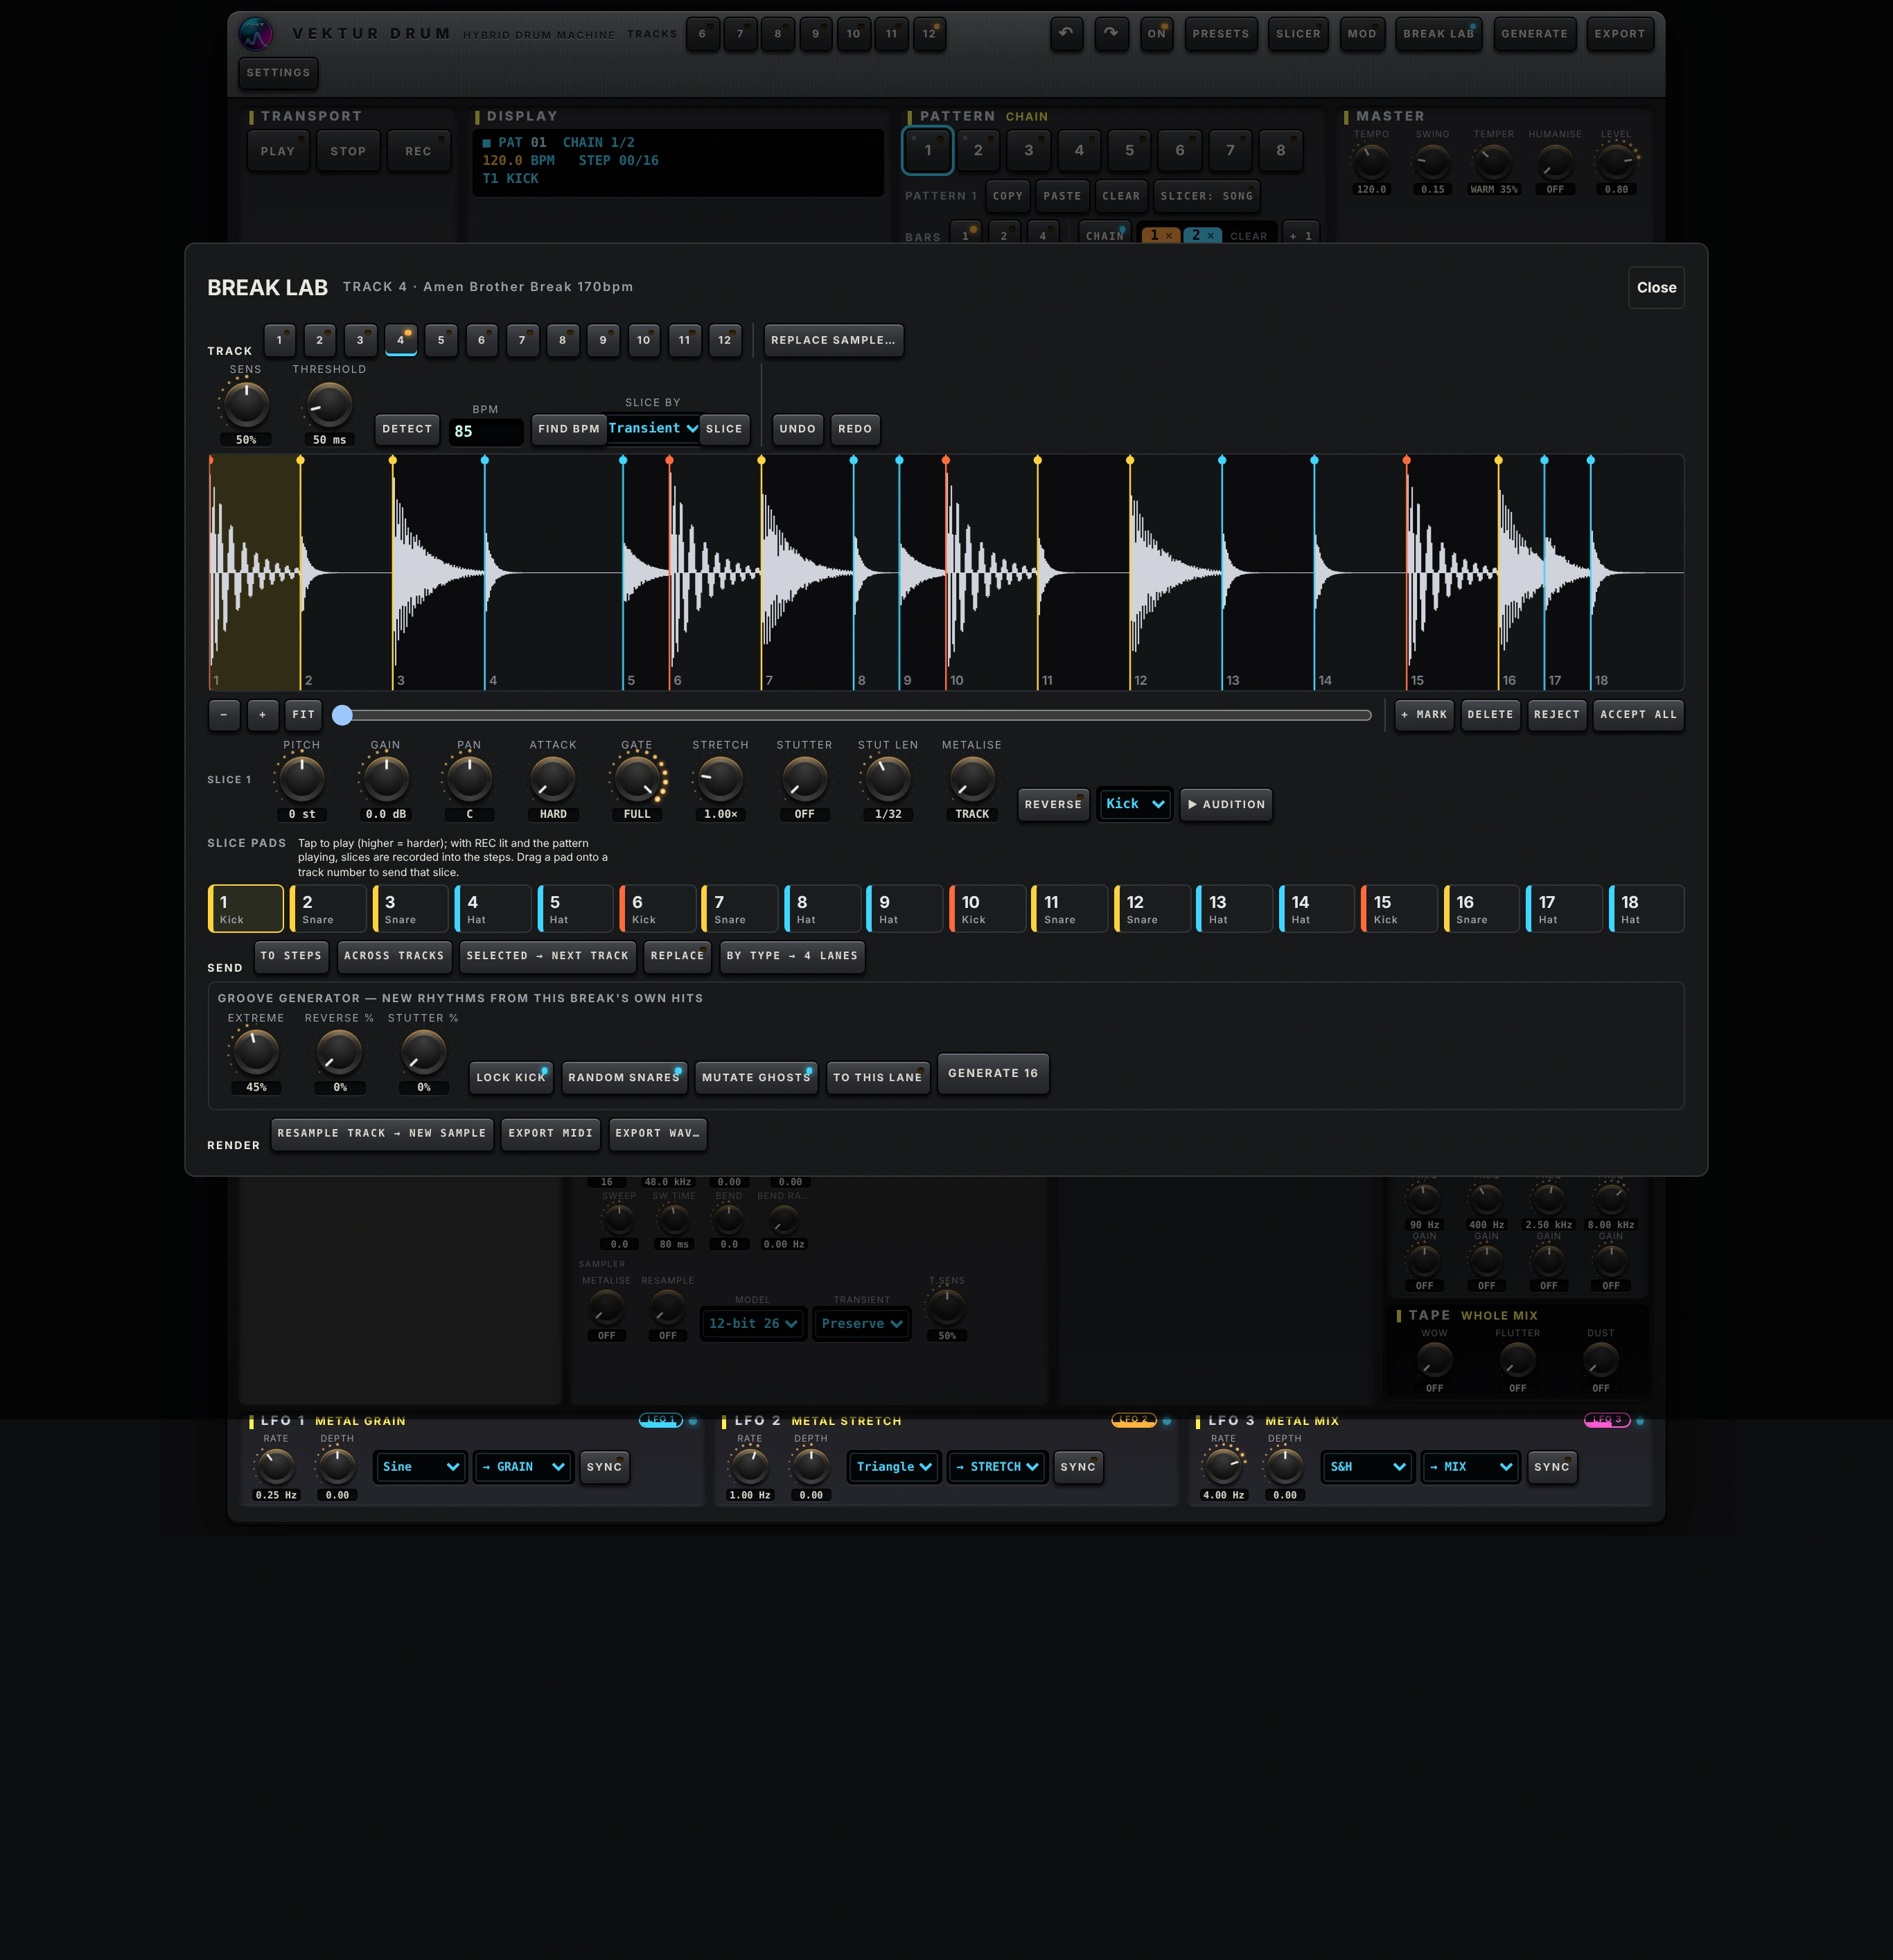 VEKTUR DRUM HYBRID DRUM MACHINE TRACKS 6 7 8 9 10 11 12 ↶ ↷ ON PRESETS SLICER MOD BREAK LAB GENERATE EXPORT
SETTINGS
TRANSPORT DISPLAY PATTERN CHAIN MASTER
TEMPO SWING TEMPER HUMANISE LEVEL
PLAY STOP REC
■ PAT 01 CHAIN 1/2
120.0 BPM STEP 00/16
T1 KICK
1 2 3 4 5 6 7 8
120.0 0.15 WARM 35% OFF 0.80
PATTERN 1 COPY PASTE CLEAR SLICER: SONG
BARS 1 2 4 CHAIN 1 × 2 × CLEAR + 1
BREAK LAB TRACK 4 · Amen Brother Break 170bpm Close
TRACK 1 2 3 4 5 6 7 8 9 10 11 12 REPLACE SAMPLE…
SENS THRESHOLD
BPM SLICE BY
DETECT 85 FIND BPM Transient SLICE UNDO REDO
50% 50 ms
1 2 3 4 5 6 7 8 9 10 11 12 13 14 15 16 17 18
− + FIT + MARK DELETE REJECT ACCEPT ALL
PITCH GAIN PAN ATTACK GATE STRETCH STUTTER STUT LEN METALISE
SLICE 1
REVERSE Kick ▶ AUDITION
0 st 0.0 dB C HARD FULL 1.00× OFF 1/32 TRACK
SLICE PADS Tap to play (higher = harder); with REC lit and the pattern
playing, slices are recorded into the steps. Drag a pad onto a
track number to send that slice.
1 2 3 4 5 6 7 8 9 10 11 12 13 14 15 16 17 18
Kick Snare Snare Hat Hat Kick Snare Hat Hat Kick Snare Snare Hat Hat Kick Snare Hat Hat
SEND TO STEPS ACROSS TRACKS SELECTED → NEXT TRACK REPLACE BY TYPE → 4 LANES
GROOVE GENERATOR — NEW RHYTHMS FROM THIS BREAK'S OWN HITS
EXTREME REVERSE % STUTTER %
LOCK KICK RANDOM SNARES MUTATE GHOSTS TO THIS LANE GENERATE 16
45% 0% 0%
RENDER RESAMPLE TRACK → NEW SAMPLE EXPORT MIDI EXPORT WAV…
16 48.0 kHz 0.00 0.00
SWEEP SW TIME BEND BEND RA…
90 Hz 400 Hz 2.50 kHz 8.00 kHz
0.0 80 ms 0.0 0.00 Hz
GAIN GAIN GAIN GAIN
SAMPLER
METALISE RESAMPLE MODEL TRANSIENT T.SENS
OFF OFF OFF OFF
12-bit 26 Preserve
OFF OFF 50%
TAPE WHOLE MIX
WOW FLUTTER DUST
OFF OFF OFF
LFO 1 METAL GRAIN LFO 1 LFO 2 METAL STRETCH LFO 2 LFO 3 METAL MIX LFO 3
RATE DEPTH RATE DEPTH RATE DEPTH
Sine → GRAIN SYNC Triangle → STRETCH SYNC S&H → MIX SYNC
0.25 Hz 0.00 1.00 Hz 0.00 4.00 Hz 0.00